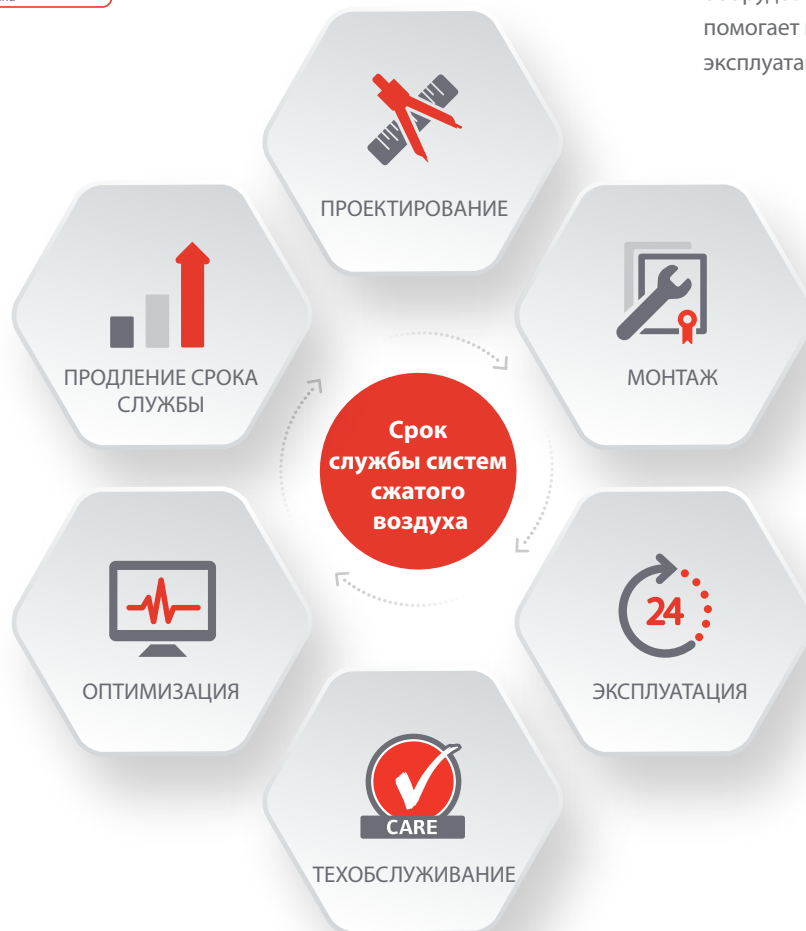 помогает
ПРОЕКТИРОВАНИЕ
МОНТАЖ
ПРОДЛЕНИЕ СРОКА
СЛУЖБЫ
Срок
службы систем
сжатого
воздуха
24
ЭКСПЛУАТАЦИЯ
ОПТИМИЗАЦИЯ
CARE
ТЕХОБСЛУЖИВАНИЕ